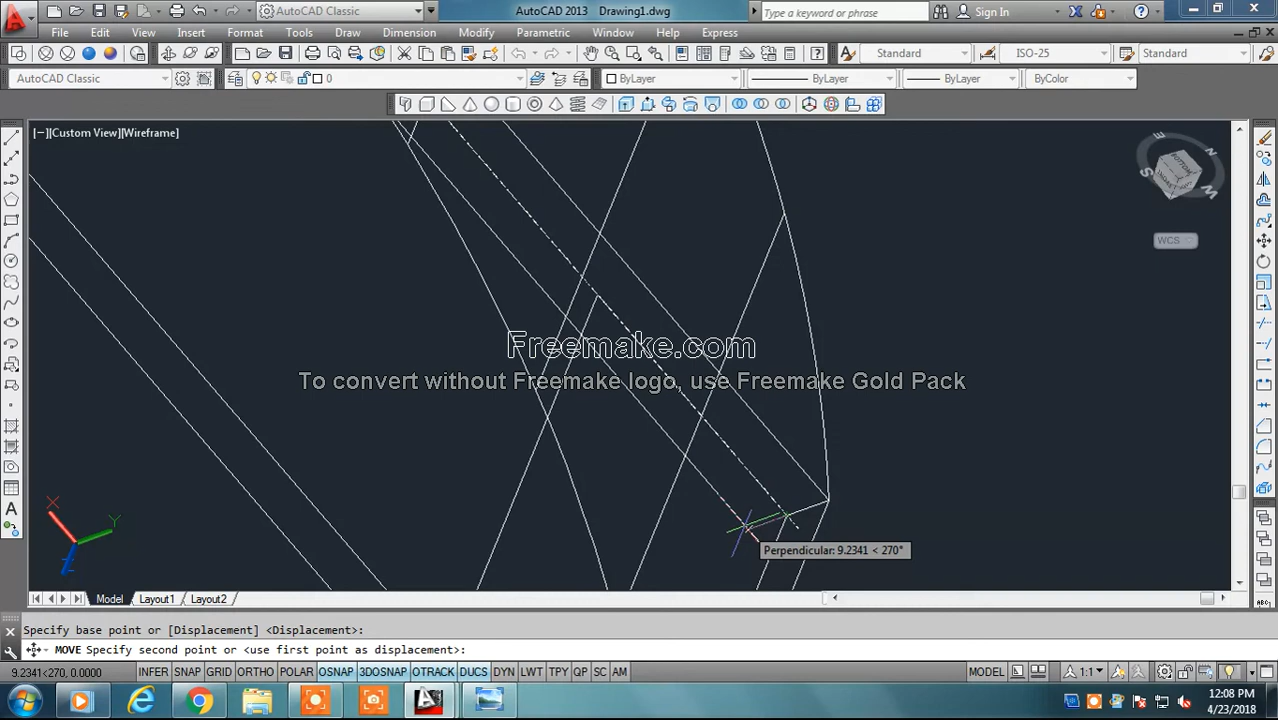 AutoCAD Classic
AutoCAD 2013 Drawing1.dwg
Type a keyword or phrase
Sign In
File Edit View Insert Format Tools Draw Dimension Modify Parametric Window Help Express
Standard ISO-25 Standard
AutoCAD Classic 0 ByLayer ByLayer ByLayer ByColor
[−][Custom View][Wireframe]
E N
S W
BOTTOM
WCS
Freemake.com
To convert without Freemake logo, use Freemake Gold Pack
X Y
Z
Perpendicular: 9.2341 < 270°
Model Layout1 Layout2
Specify base point or [Displacement] <Displacement>:
MOVE Specify second point or <use first point as displacement>:
9.2341<270, 0.0000 INFER SNAP GRID ORTHO POLAR OSNAP 3DOSNAP OTRACK DUCS DYN LWT TPY QP SC AM MODEL 1:1
12:08 PM
4/23/2018